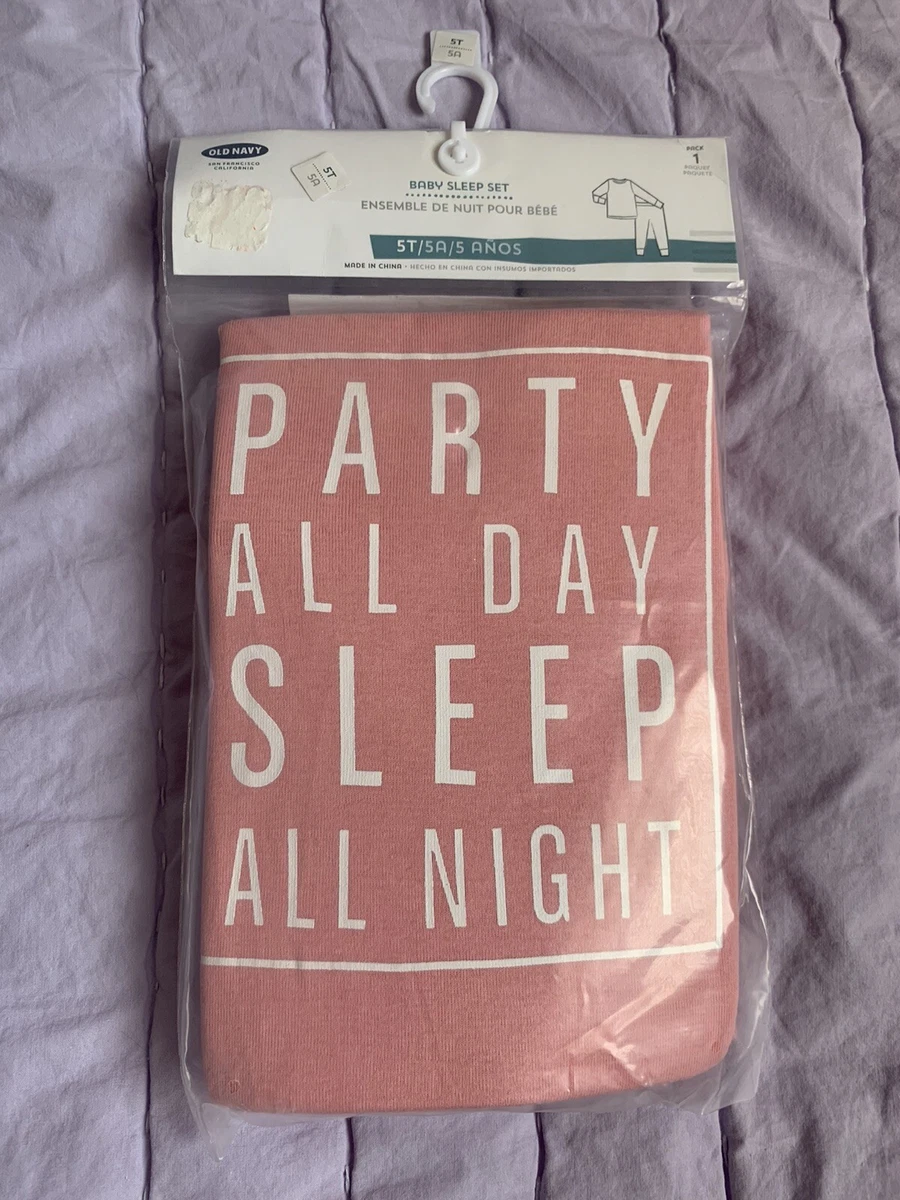 5T
5A
OLD NAVY
SAN FRANCISCO
CALIFORNIA
5T
5A
BABY SLEEP SET
ENSEMBLE DE NUIT POUR BÉBÉ
PACK
1
PAQUET
PAQUETE
5T/5A/5 AÑOS
MADE IN CHINA • HECHO EN CHINA CON INSUMOS IMPORTADOS
PARTY
ALL DAY
SLEEP
ALL NIGHT